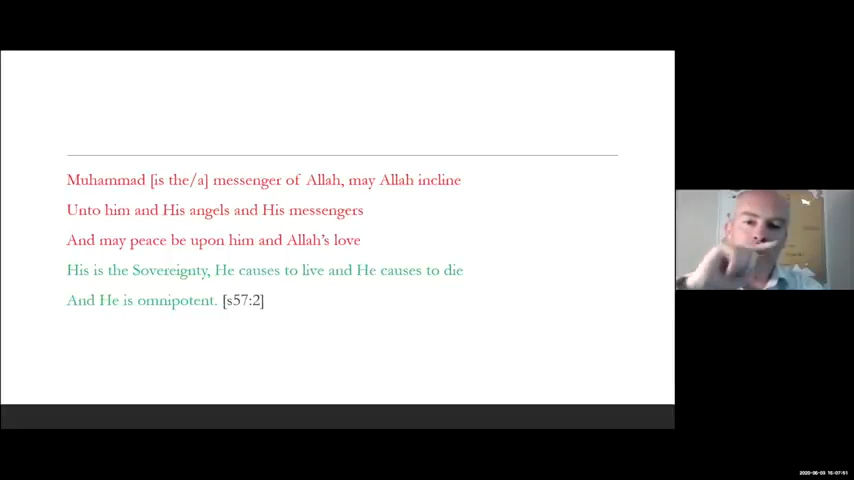 Muhammad [is the/a] messenger of Allah, may Allah incline
Unto him and His angels and His messengers
And may peace be upon him and Allah's love
His is the Sovereignty, He causes to live and He causes to die
And He is omnipotent. [s57:2]